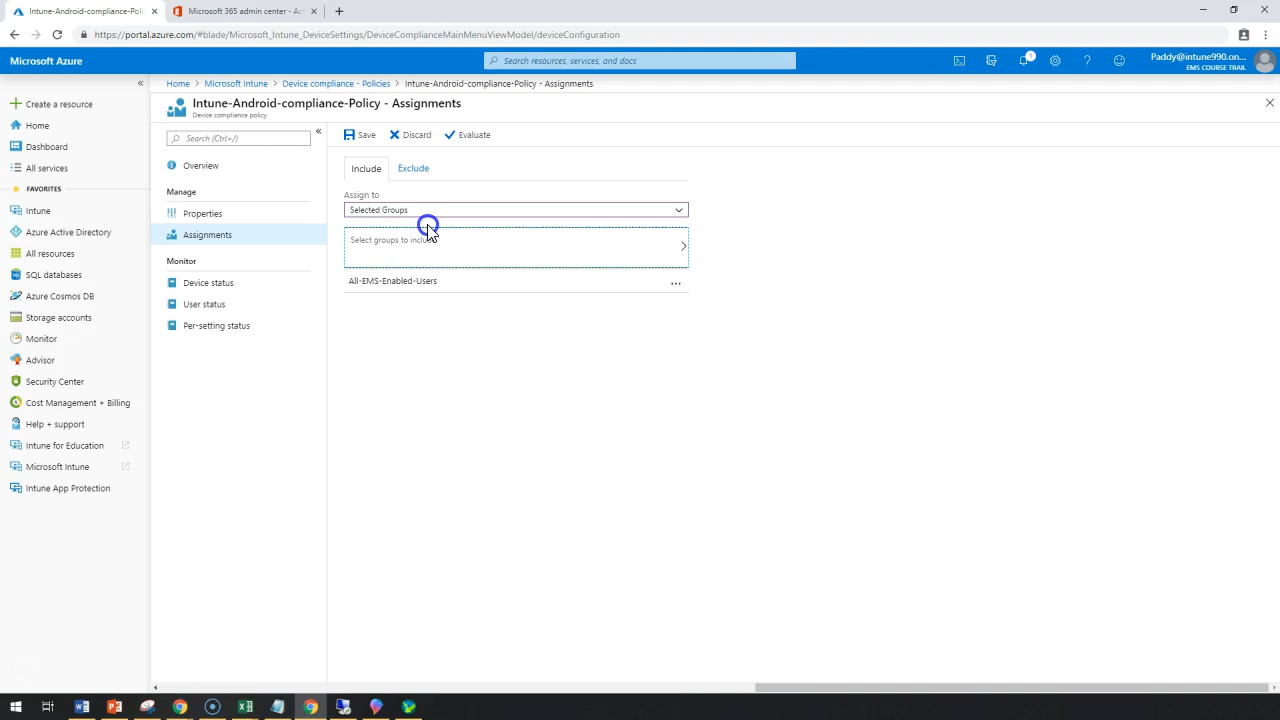 Intune-Android-compliance-Poli
Microsoft 365 admin center - Ac
https://portal.azure.com/#blade/Microsoft_Intune_DeviceSettings/DeviceComplianceMainMenuViewModel/deviceConfiguration
Microsoft Azure
Search resources, services, and docs
1
Paddy@intune990.on...
EMS COURSE TRAIL
Create a resource
Home
Dashboard
All services
FAVORITES
Intune
Azure Active Directory
All resources
SQL databases
Azure Cosmos DB
Storage accounts
Monitor
Advisor
Security Center
Cost Management + Billing
Help + support
Intune for Education
Microsoft Intune
Intune App Protection
Home > Microsoft Intune > Device compliance - Policies > Intune-Android-compliance-Policy - Assignments
Intune-Android-compliance-Policy - Assignments
Device compliance policy
Search (Ctrl+/)
Overview
Manage
Properties
Assignments
Monitor
Device status
User status
Per-setting status
Save Discard Evaluate
Include Exclude
Assign to
Selected Groups
Select groups to inclu
All-EMS-Enabled-Users
...